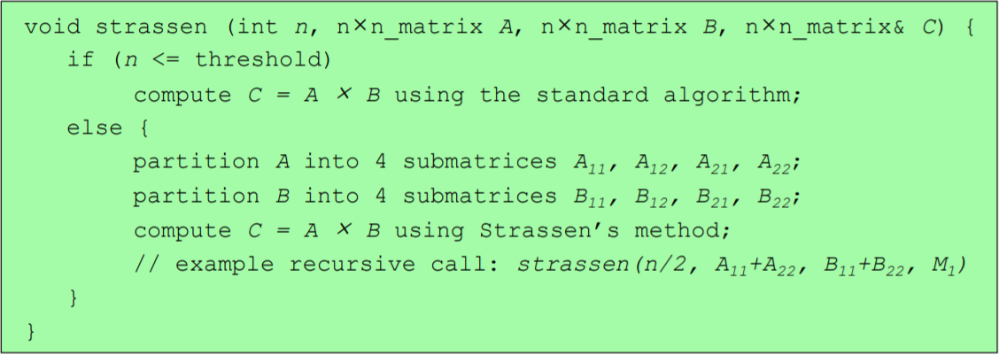 void strassen (int n, n×n_matrix A, n×n_matrix B, n×n_matrix& C) {
if (n <= threshold)
compute C = A × B using the standard algorithm;
else {
partition A into 4 submatrices A₁₁, A₁₂, A₂₁, A₂₂;
partition B into 4 submatrices B₁₁, B₁₂, B₂₁, B₂₂;
compute C = A × B using Strassen’s method;
// example recursive call: strassen(n/2, A₁₁+A₂₂, B₁₁+B₂₂, M₁)
}
}